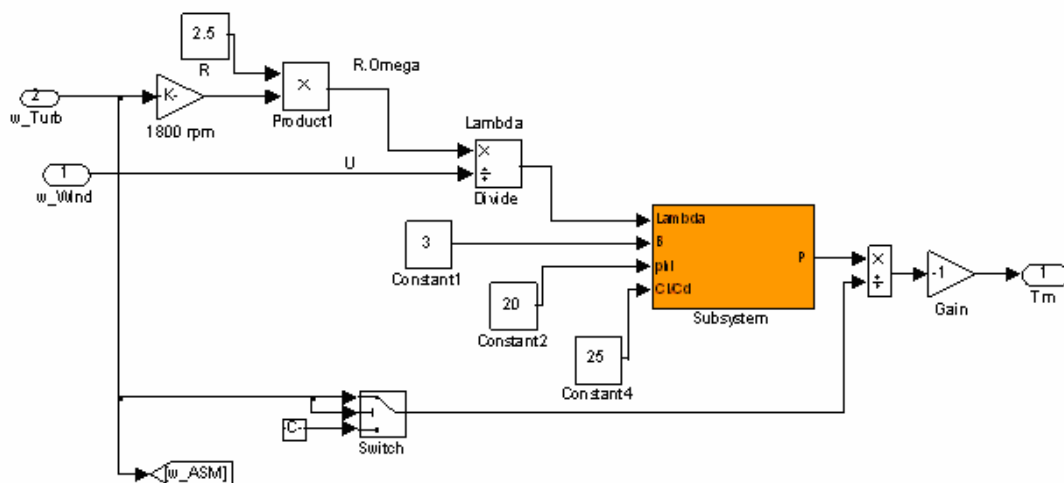 2.5
R
R.Omega
K-
×
2
w_Turb
1800 rpm
Product1
Lambda
U
×
÷
1
w_Wind
Divide
3
Constant1
Lambda
B
phi
Cl/Cd
P
Subsystem
×
÷
-1
Gain
1
Tm
20
Constant2
25
Constant4
-C-
Switch
[w_ASM]